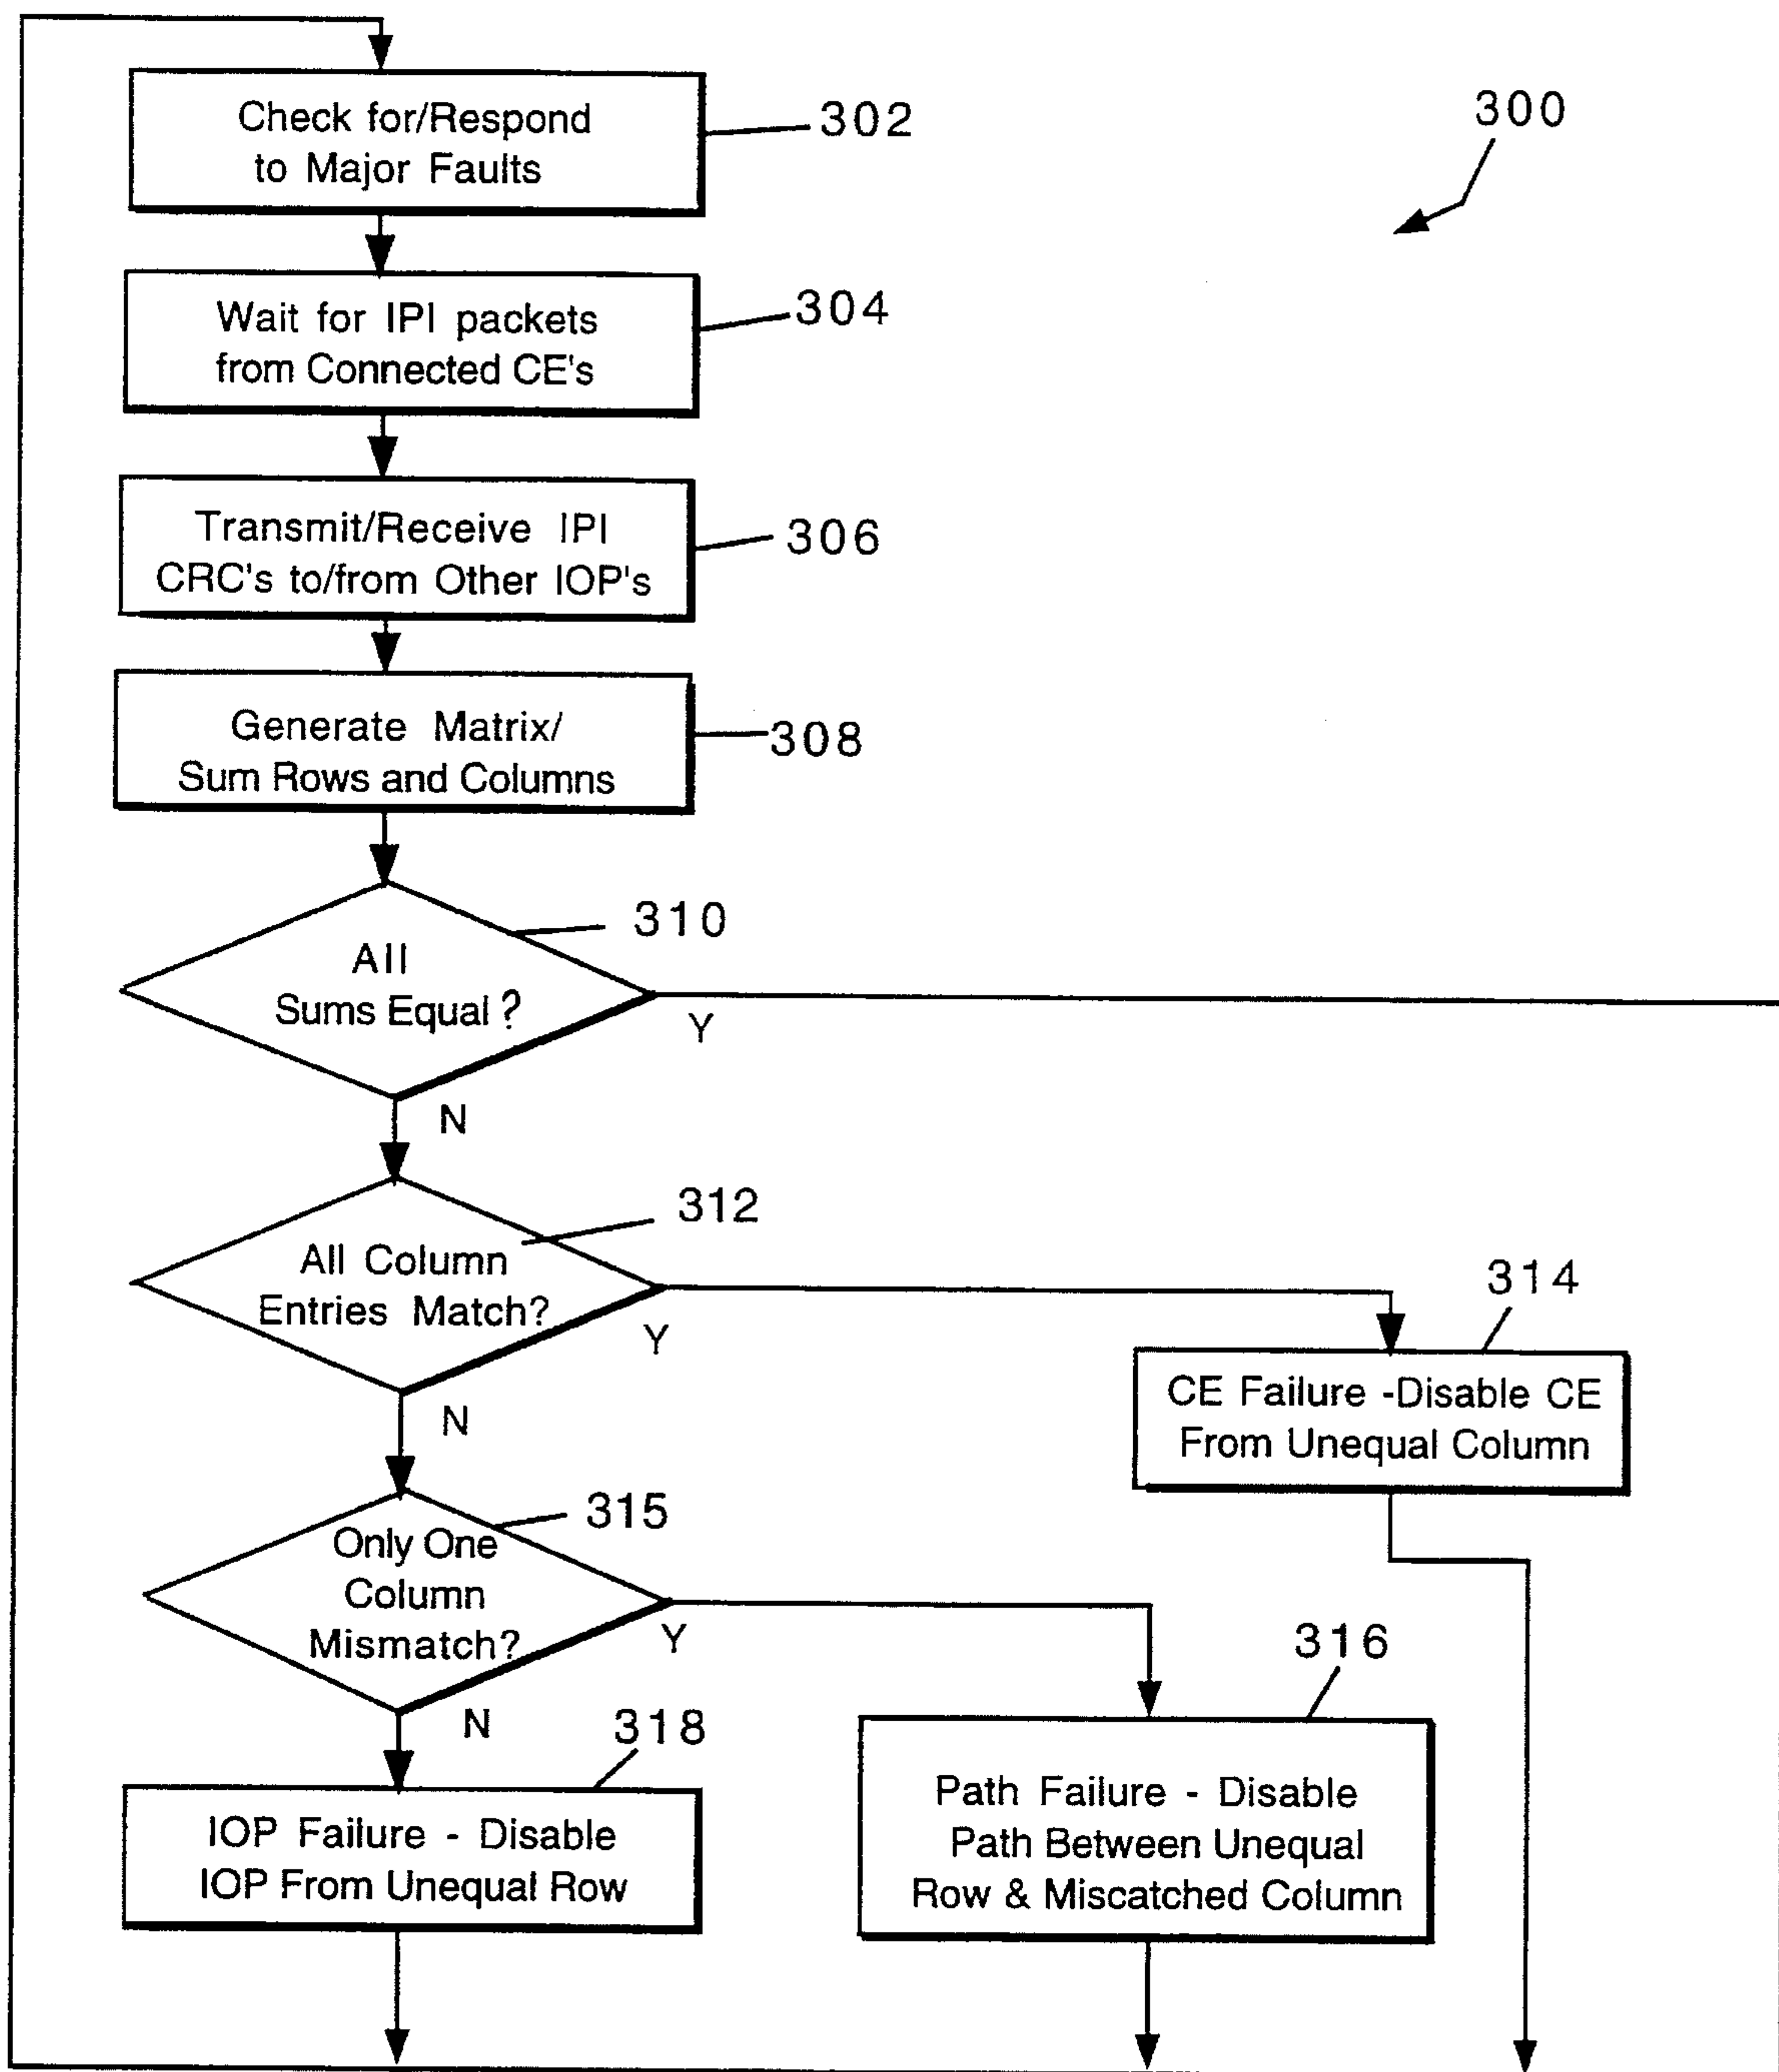 Check for/Respond
to Major Faults
302
300
Wait for IPI packets
from Connected CE's
304
Transmit/Receive IPI
CRC's to/from Other IOP's
306
Generate Matrix/
Sum Rows and Columns
308
310
All
Sums Equal ?
Y
N
312
All Column
Entries Match?
Y
N
314
CE Failure -Disable CE
From Unequal Column
315
Only One
Column
Mismatch?
Y
N
316
Path Failure - Disable
Path Between Unequal
Row & Miscatched Column
318
IOP Failure - Disable
IOP From Unequal Row